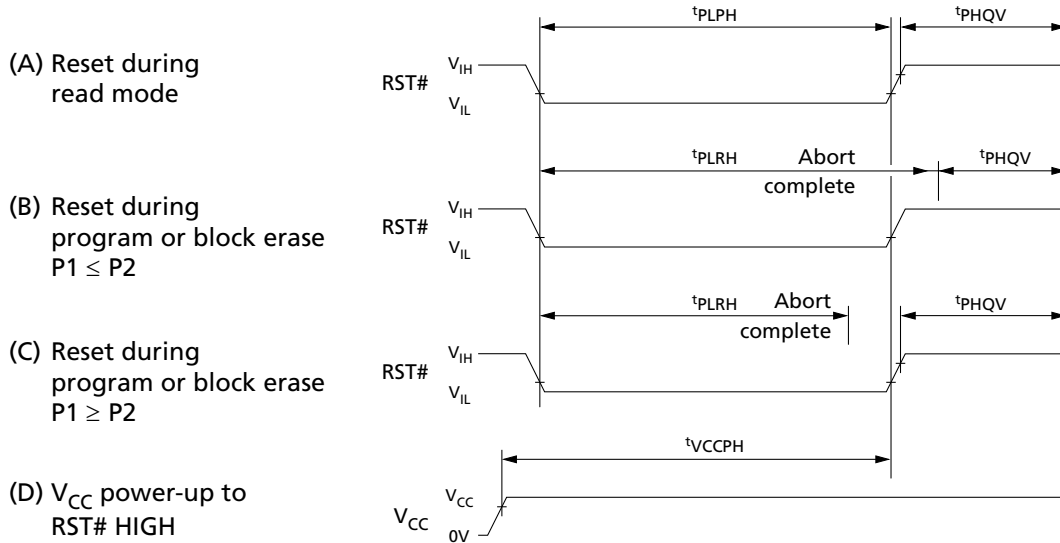 tPLPH
tPHQV
(A) Reset during
read mode
RST#
VIH
VIL
tPLRH
Abort
complete
tPHQV
(B) Reset during
program or block erase
P1 ≤ P2
RST#
VIH
VIL
tPLRH
Abort
complete
tPHQV
(C) Reset during
program or block erase
P1 ≥ P2
RST#
VIH
VIL
tVCCPH
(D) VCC power-up to
RST# HIGH
VCC
VCC
0V